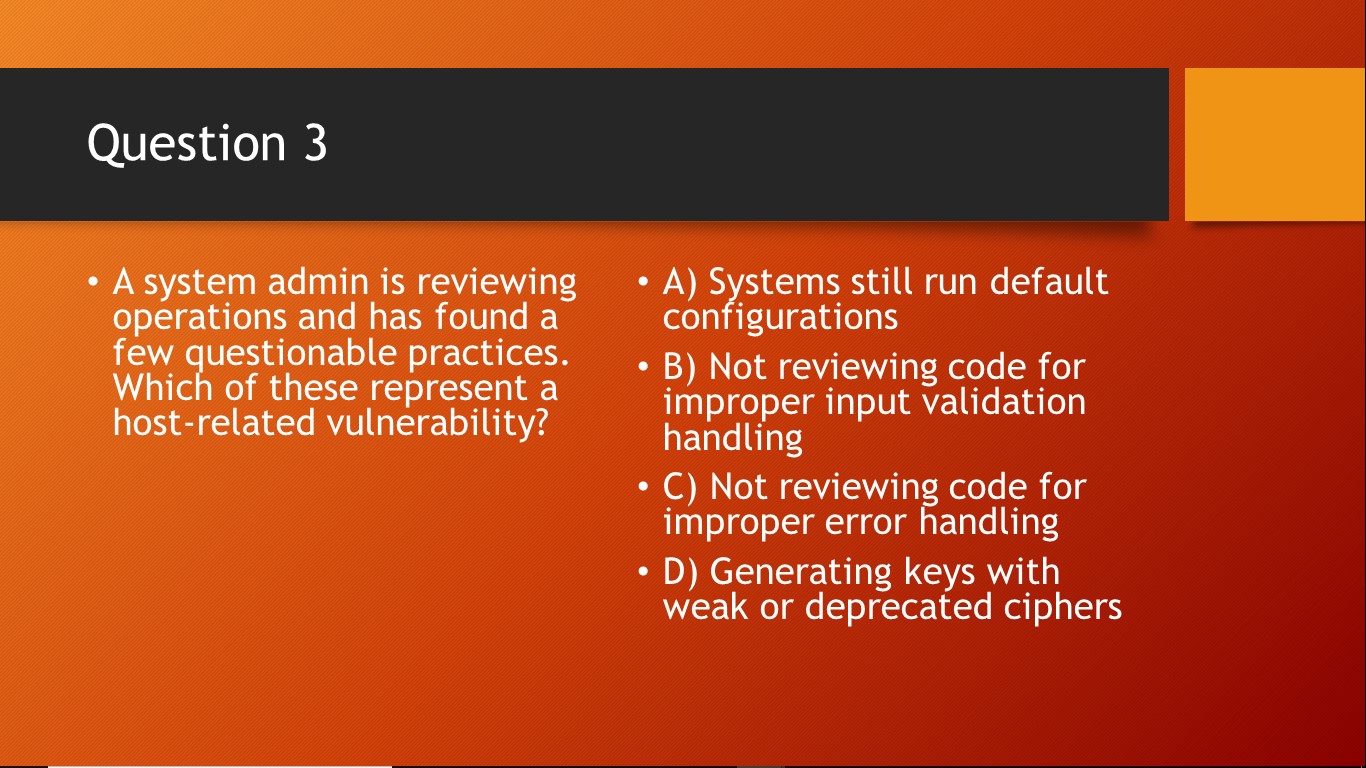 Question 3
• A system admin is reviewing
operations and has found a
few questionable practices.
Which of these represent a
host-related vulnerability?
• A) Systems still run default
configurations
• B) Not reviewing code for
improper input validation
handling
• C) Not reviewing code for
improper error handling
• D) Generating keys with
weak or deprecated ciphers